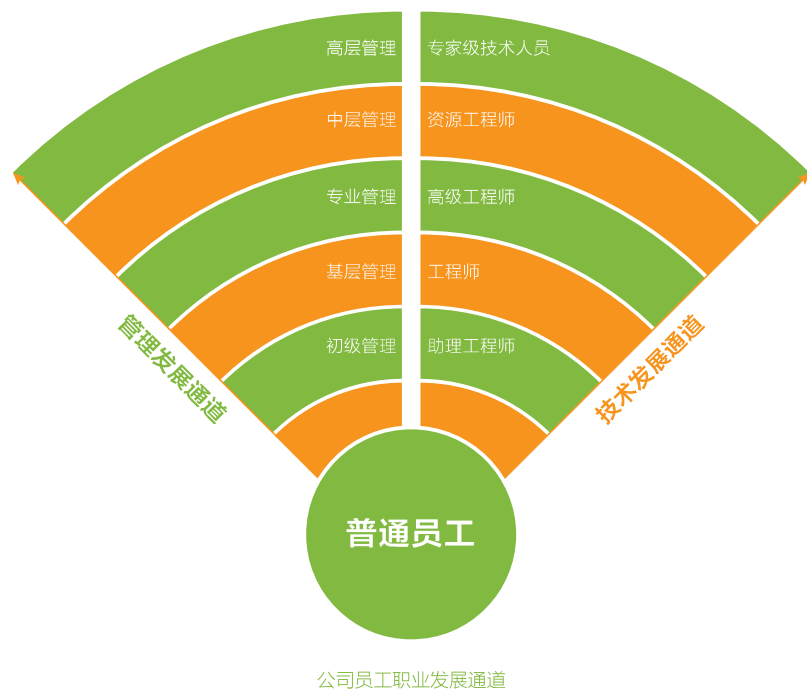 高层管理 专家级技术人员
中层管理 资源工程师
专业管理 高级工程师
基层管理 工程师
初级管理 助理工程师
管理发展通道
技术发展通道
普通员工
公司员工职业发展通道